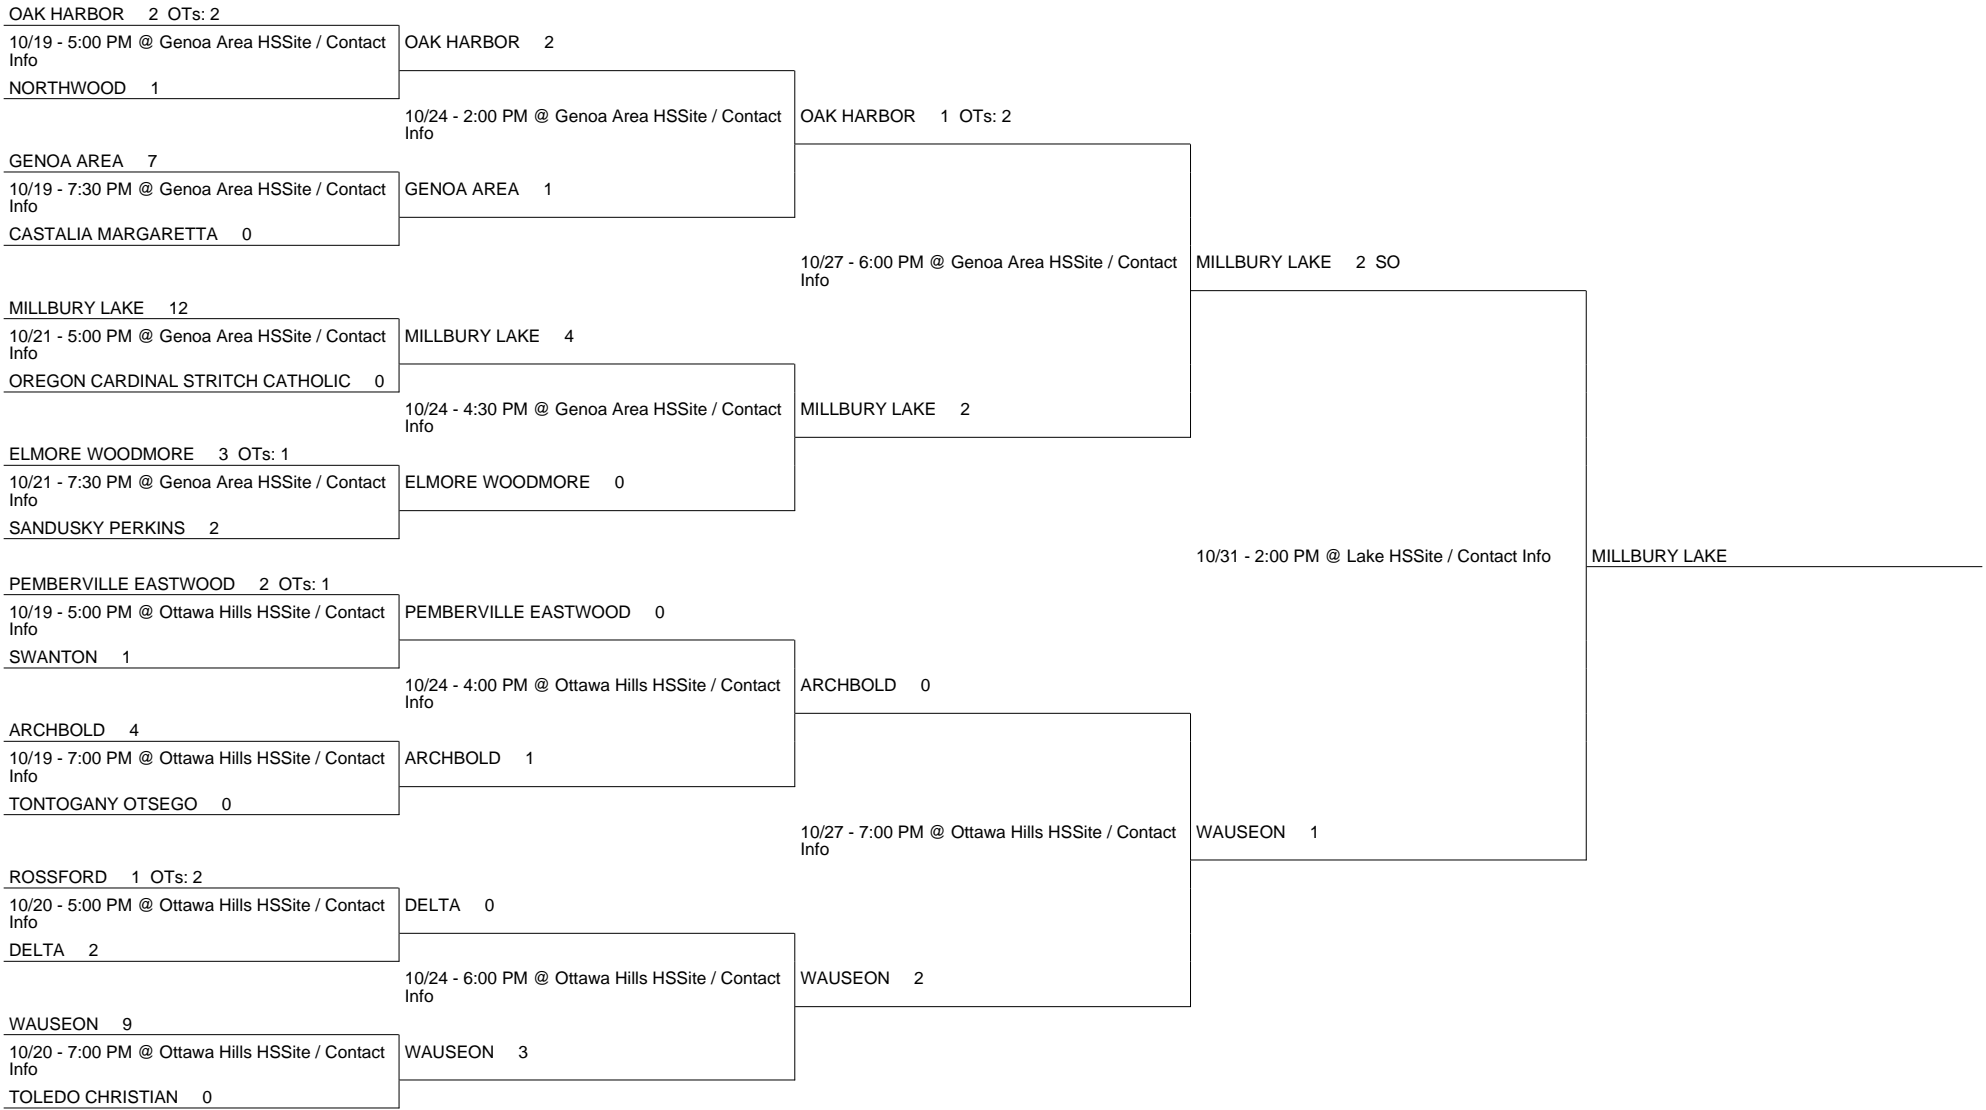 OAK HARBOR 2 OTs: 2
10/19 - 5:00 PM @ Genoa Area HSSite / Contact
Info
NORTHWOOD 1
GENOA AREA 7
10/19 - 7:30 PM @ Genoa Area HSSite / Contact
Info
CASTALIA MARGARETTA 0
MILLBURY LAKE 12
10/21 - 5:00 PM @ Genoa Area HSSite / Contact
Info
OREGON CARDINAL STRITCH CATHOLIC 0
ELMORE WOODMORE 3 OTs: 1
10/21 - 7:30 PM @ Genoa Area HSSite / Contact
Info
SANDUSKY PERKINS 2
PEMBERVILLE EASTWOOD 2 OTs: 1
10/19 - 5:00 PM @ Ottawa Hills HSSite / Contact
Info
SWANTON 1
ARCHBOLD 4
10/19 - 7:00 PM @ Ottawa Hills HSSite / Contact
Info
TONTOGANY OTSEGO 0
ROSSFORD 1 OTs: 2
10/20 - 5:00 PM @ Ottawa Hills HSSite / Contact
Info
DELTA 2
WAUSEON 9
10/20 - 7:00 PM @ Ottawa Hills HSSite / Contact
Info
TOLEDO CHRISTIAN 0
OAK HARBOR 2
10/24 - 2:00 PM @ Genoa Area HSSite / Contact
Info
GENOA AREA 1
MILLBURY LAKE 4
10/24 - 4:30 PM @ Genoa Area HSSite / Contact
Info
ELMORE WOODMORE 0
PEMBERVILLE EASTWOOD 0
10/24 - 4:00 PM @ Ottawa Hills HSSite / Contact
Info
ARCHBOLD 1
DELTA 0
10/24 - 6:00 PM @ Ottawa Hills HSSite / Contact
Info
WAUSEON 3
OAK HARBOR 1 OTs: 2
10/27 - 6:00 PM @ Genoa Area HSSite / Contact
Info
MILLBURY LAKE 2
ARCHBOLD 0
10/27 - 7:00 PM @ Ottawa Hills HSSite / Contact
Info
WAUSEON 2
MILLBURY LAKE 2 SO
10/31 - 2:00 PM @ Lake HSSite / Contact Info
WAUSEON 1
MILLBURY LAKE